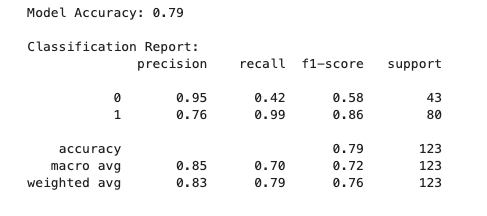 Model Accuracy: 0.79
Classification Report:
precision recall f1-score support
0 0.95 0.42 0.58 43
1 0.76 0.99 0.86 80
accuracy 0.79 123
macro avg 0.85 0.70 0.72 123
weighted avg 0.83 0.79 0.76 123